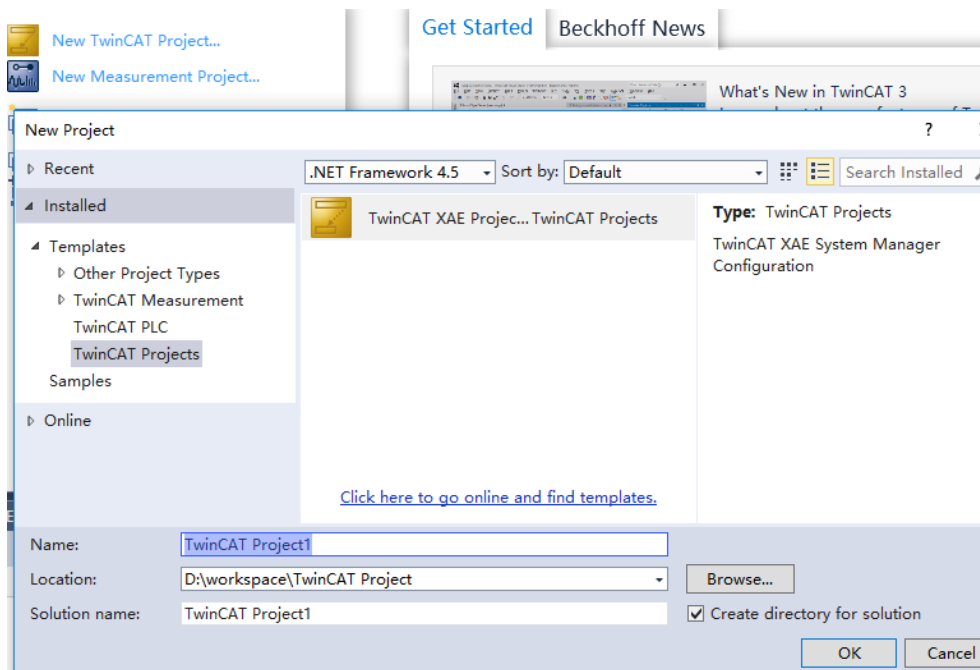 New TwinCAT Project...
New Measurement Project...
Get Started
Beckhoff News
What's New in TwinCAT 3
New Project
?
Recent
.NET Framework 4.5
Sort by:
Default
Search Installed
Installed
Templates
Other Project Types
TwinCAT Measurement
TwinCAT PLC
TwinCAT Projects
Samples
Online
TwinCAT XAE Projec... TwinCAT Projects
Type: TwinCAT Projects
TwinCAT XAE System Manager
Configuration
Click here to go online and find templates.
Name:
TwinCAT Project1
Location:
D:\workspace\TwinCAT Project
Browse...
Solution name:
TwinCAT Project1
Create directory for solution
OK
Cancel